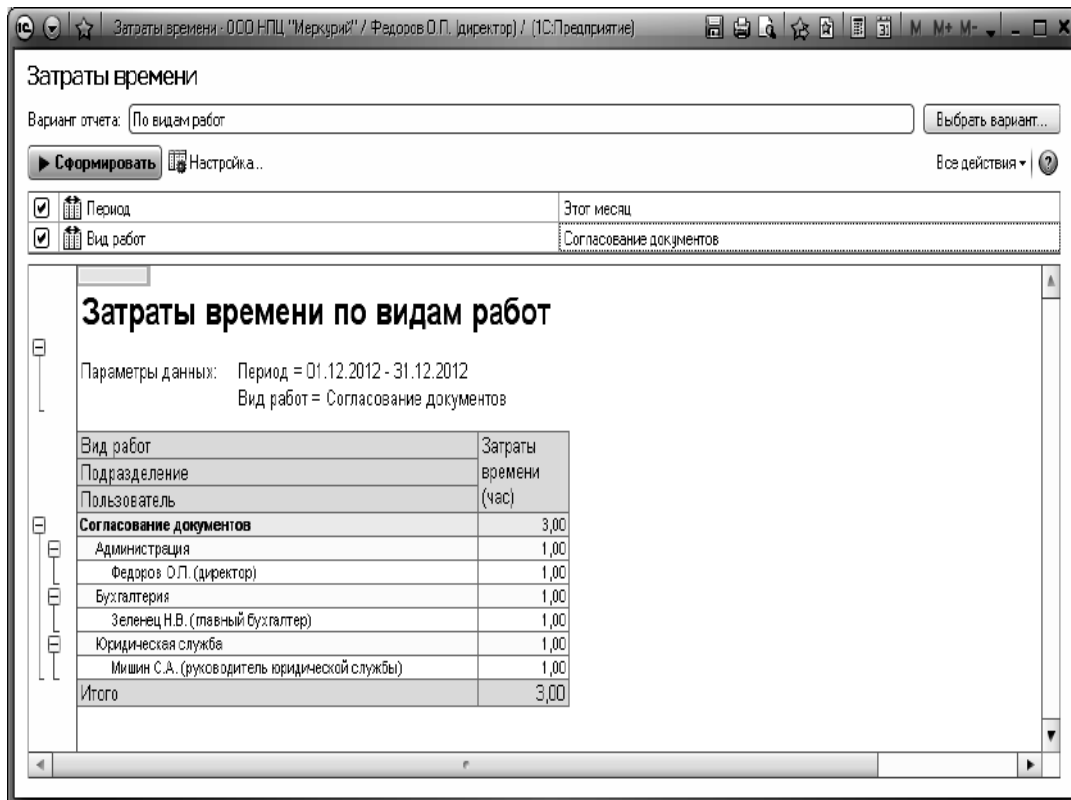 Затраты времени - ООО НПЦ "Меркурий" / Федоров О.П. (директор) / (1С:Предприятие)
M M+ M-
Затраты времени
Вариант отчета: По видам работ Выбрать вариант...
Сформировать Настройка... Все действия ?
Период Этот месяц
Вид работ Согласование документов
Затраты времени по видам работ
Параметры данных: Период = 01.12.2012 - 31.12.2012
Вид работ = Согласование документов
Вид работ Затраты
Подразделение времени
Пользователь (час)
Согласование документов 3,00
Администрация 1,00
Федоров О.П. (директор) 1,00
Бухгалтерия 1,00
Зеленец Н.В. (главный бухгалтер) 1,00
Юридическая служба 1,00
Мишин С.А. (руководитель юридической службы) 1,00
Итого 3,00